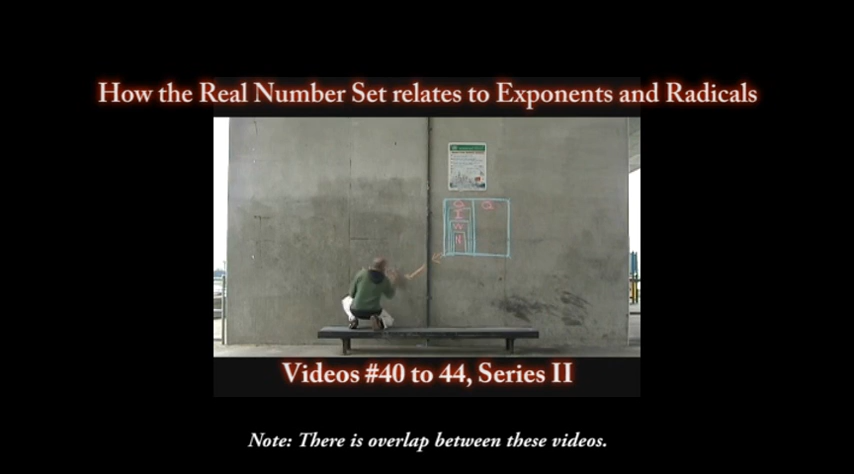 How the Real Number Set relates to Exponents and Radicals
Q
Q
I
W
N
Videos #40 to 44, Series II
Note: There is overlap between these videos.